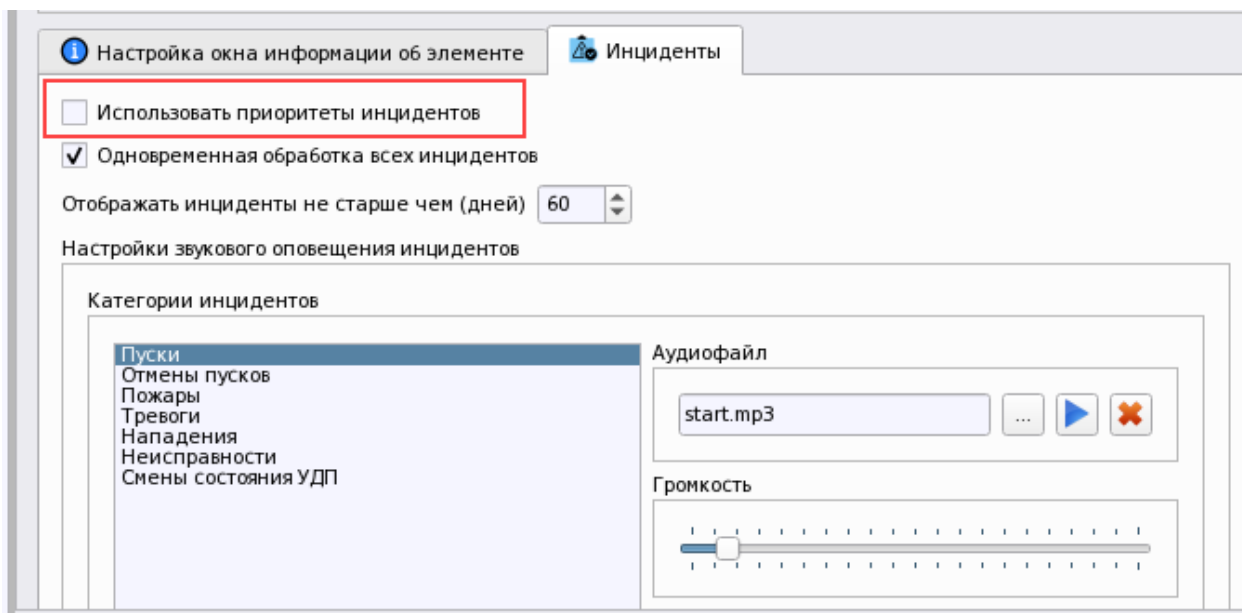 Настройка окна информации об элементе
Инциденты
Использовать приоритеты инцидентов
Одновременная обработка всех инцидентов
Отображать инциденты не старше чем (дней) 60
Настройки звукового оповещения инцидентов
Категории инцидентов
Пуски
Отмены пусков
Пожары
Тревоги
Нападения
Неисправности
Смены состояния УДП
Аудиофайл
start.mp3 ...
Громкость